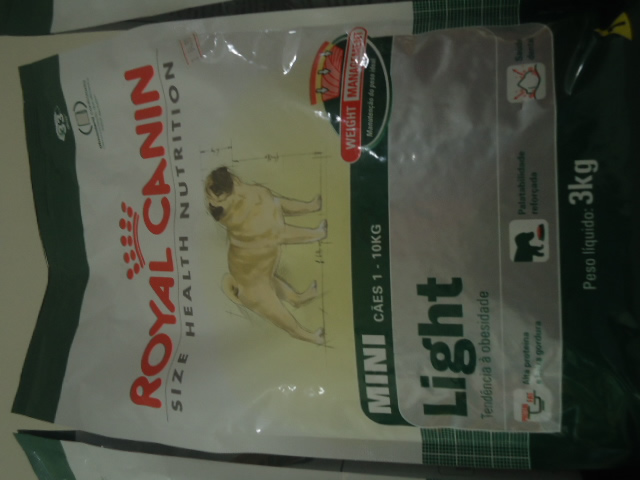 ROYAL CANIN
SIZE HEALTH NUTRITION
WEIGHT MANAGEMENT
MINI CÃES 1 - 10KG
Light
Tendência à obesidade
Palatabilidade
reforçada
Peso líquido: 3kg